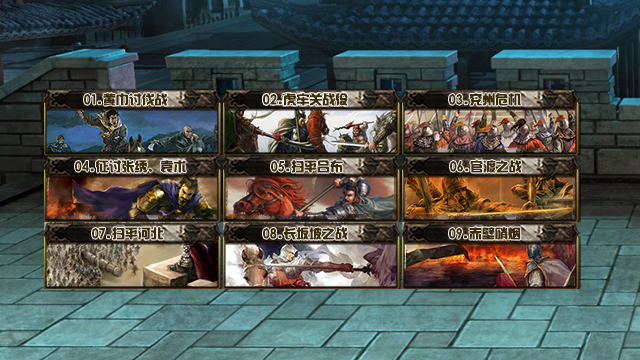 01.黄巾讨伐战
02.虎牢关战役
03.兖州危机
04.征讨张绣、袁术
05.扫平吕布
06.官渡之战
07.扫平河北
08.长坂坡之战
09.赤壁硝烟